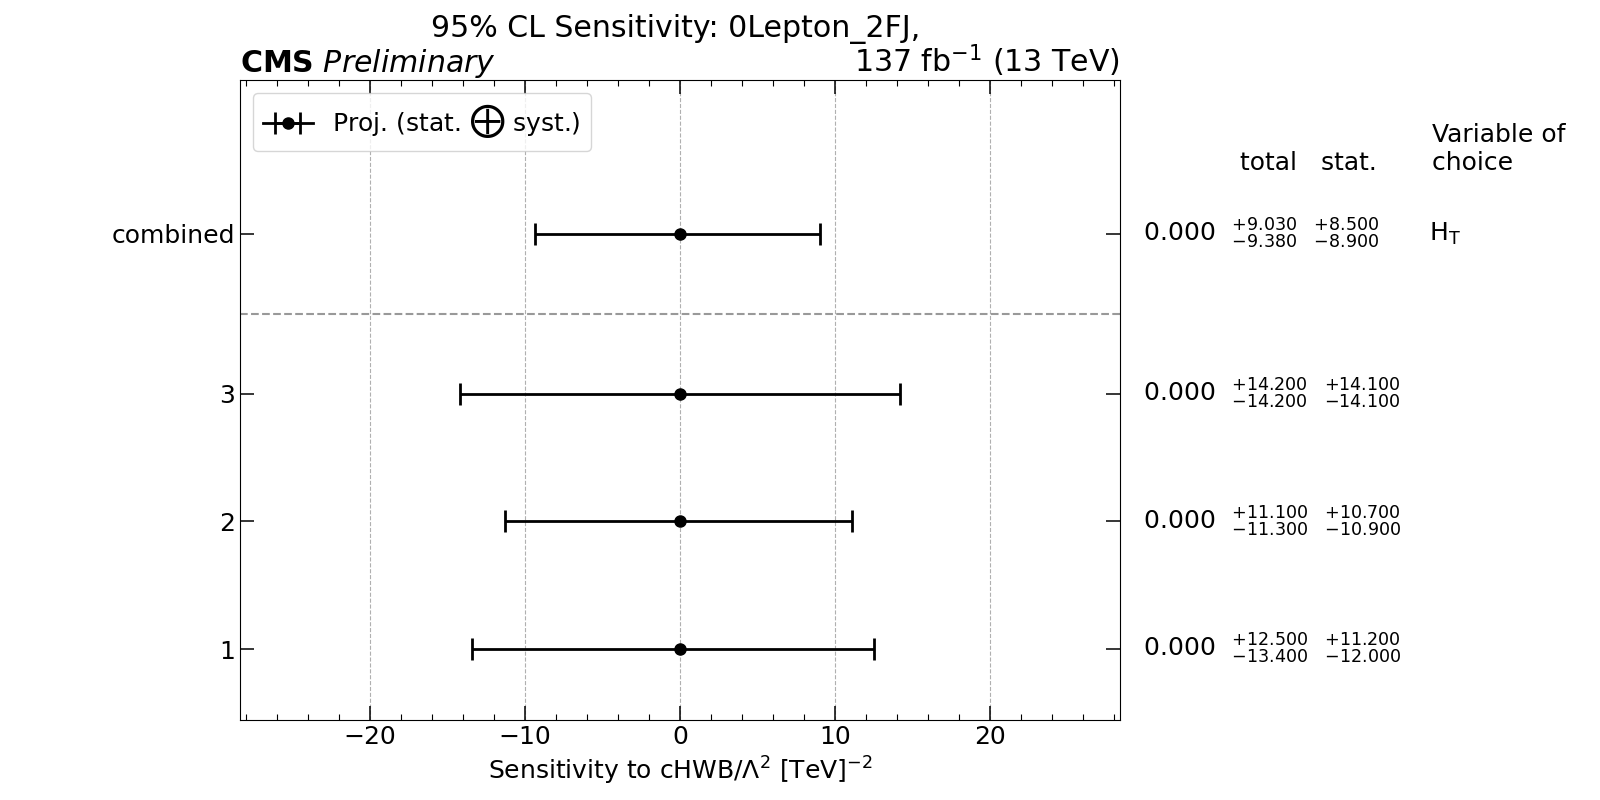 95% CL Sensitivity: 0Lepton_2FJ,
CMS Preliminary 137 fb⁻¹ (13 TeV)
Proj. (stat. ⊕ syst.)
Variable of
total stat. choice
combined 0.000 +9.030 +8.500 H_T
−9.380 −8.900
3 0.000 +14.200 +14.100
−14.200 −14.100
2 0.000 +11.100 +10.700
−11.300 −10.900
1 0.000 +12.500 +11.200
−13.400 −12.000
−20 −10 0 10 20
Sensitivity to cHWB/Λ² [TeV]⁻²